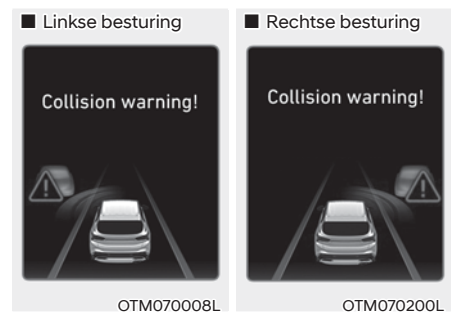 ■ Linkse besturing
Collision warning!
OTM070008L
■ Rechtse besturing
Collision warning!
OTM070200L